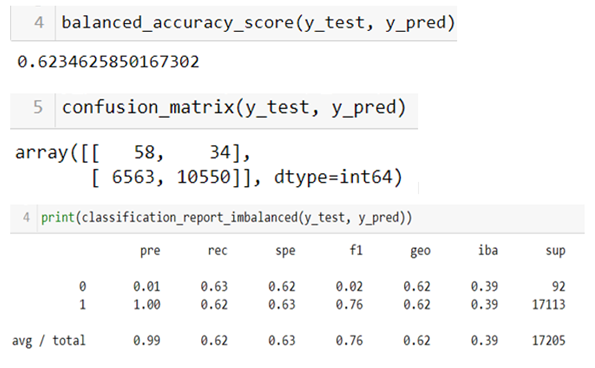 4 balanced_accuracy_score(y_test, y_pred)
0.6234625850167302
5 confusion_matrix(y_test, y_pred)
array([[   58,    34],
       [ 6563, 10550]], dtype=int64)
4 print(classification_report_imbalanced(y_test, y_pred))
pre rec spe f1 geo iba sup
0 0.01 0.63 0.62 0.02 0.62 0.39 92
1 1.00 0.62 0.63 0.76 0.62 0.39 17113
avg / total 0.99 0.62 0.63 0.76 0.62 0.39 17205